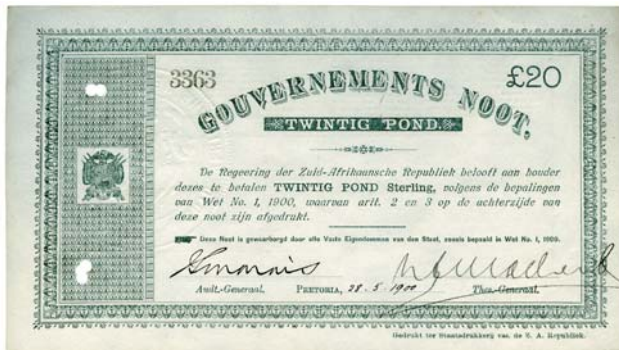 3363 £20
GOUVERNEMENTS NOOT,
TWINTIG POND.
De Regeering der Zuid-Afrikaansche Republiek belooft aan houder
dezes te betalen TWINTIG POND Sterling, volgens de bepalingen
van Wet No. 1, 1900, waarvan artt. 2 en 3 op de achterzijde van
deze noot zijn afgedrukt.
Deze Noot is gewaarborgd door alle Vaste Eigendommen van den Staat, zooals bepaald in Wet No. 1, 1900.
Audt.-Generaal. PRETORIA, 28.5.1900 Thes.-Generaal.
Gedrukt ter Staatsdrukkerij van de Z. A. Republiek.